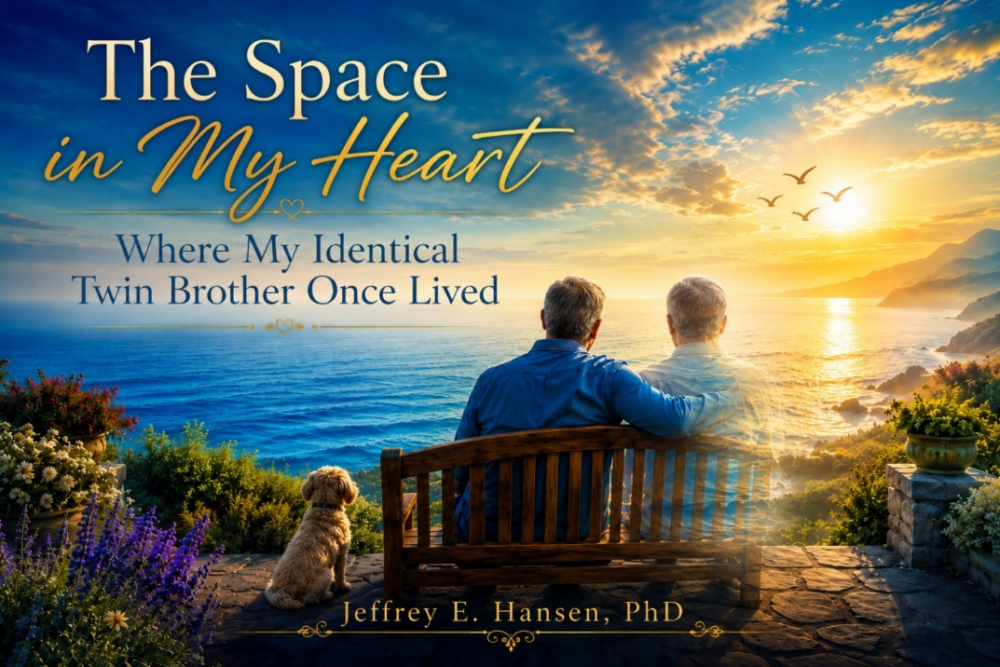 The Space
in My Heart
Where My Identical
Twin Brother Once Lived
Jeffrey E. Hansen, PhD